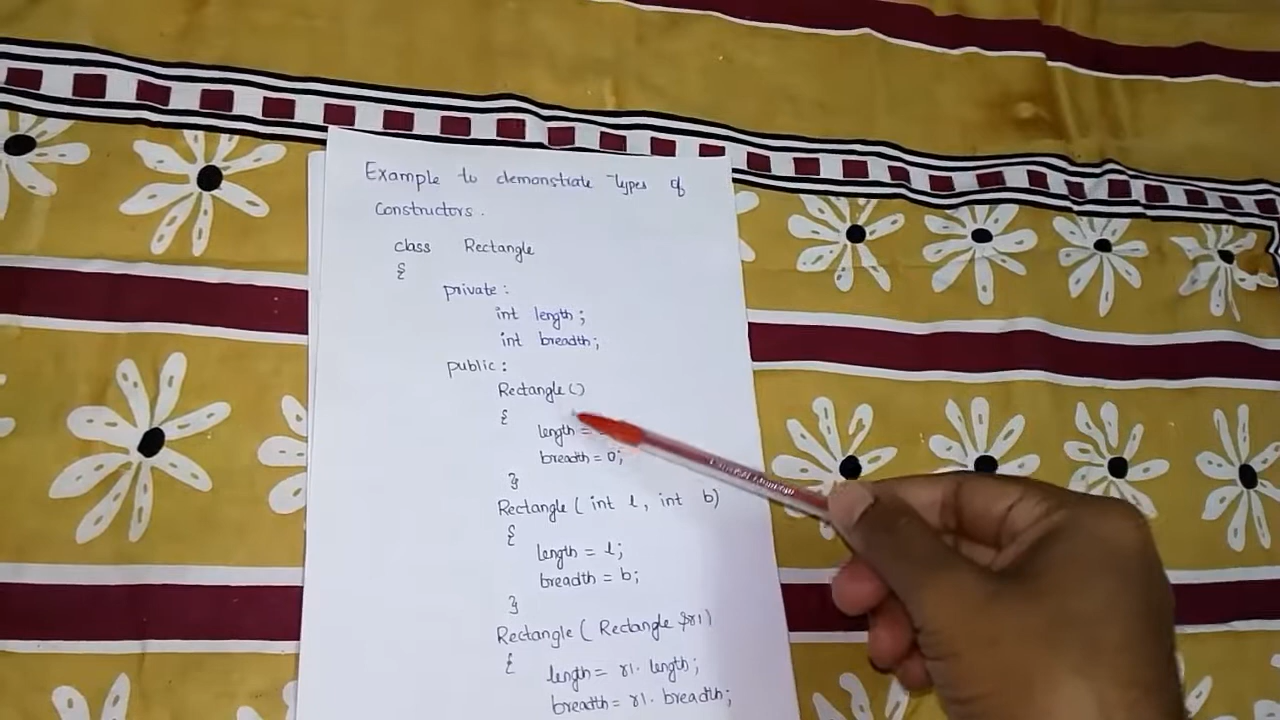 Example to demonstrate Types of
Constructors.
class Rectangle
{
private:
int length;
int breadth;
public:
Rectangle()
{
length =
breadth = 0;
}
Rectangle( int l, int b)
{
length = l;
breadth = b;
}
Rectangle( Rectangle &r1)
{
length = r1. length;
breadth = r1. breadth;